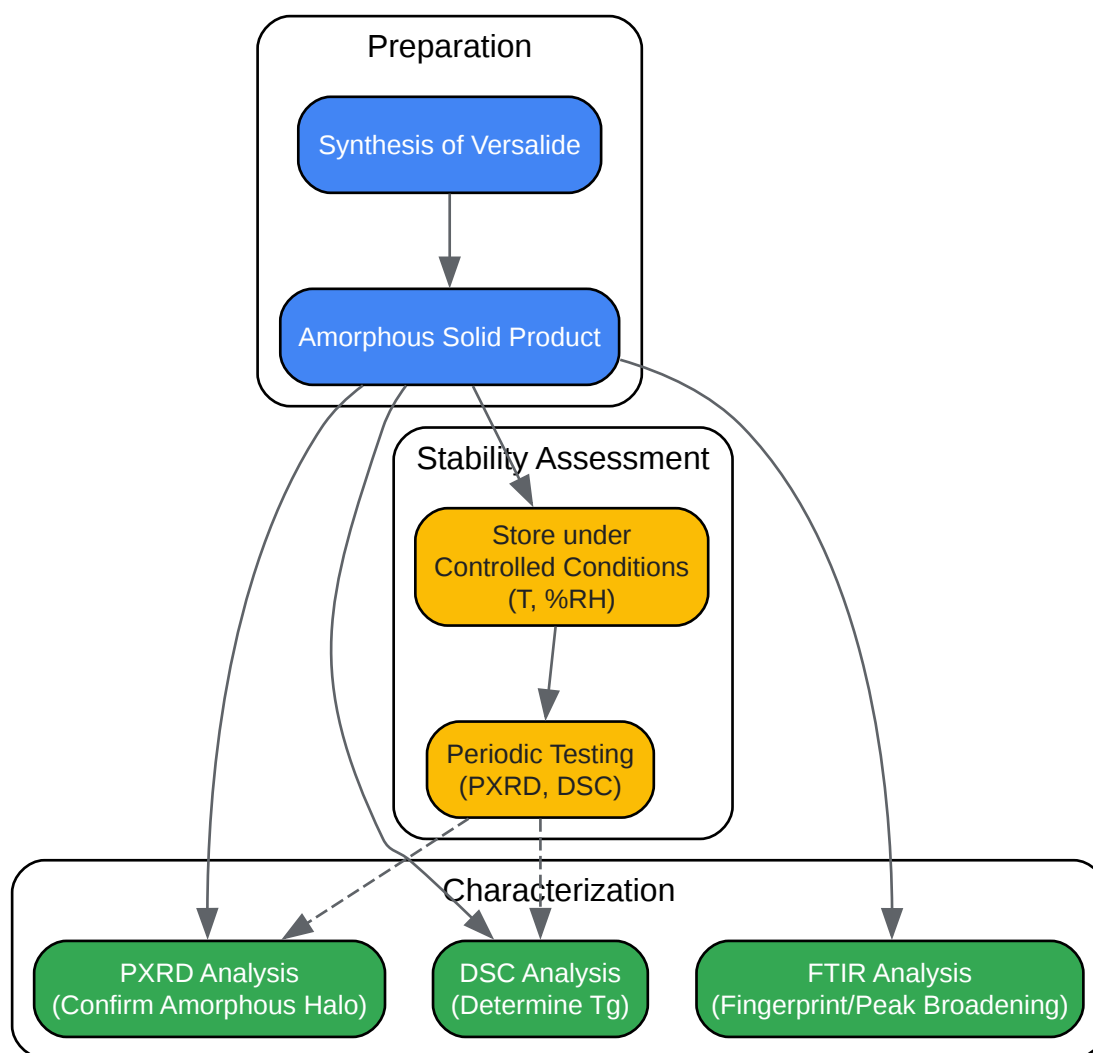 Preparation
Synthesis of Versalide
Amorphous Solid Product
Stability Assessment
Store under
Controlled Conditions
(T, %RH)
Periodic Testing
(PXRD, DSC)
Characterization
PXRD Analysis
(Confirm Amorphous Halo)
DSC Analysis
(Determine Tg)
FTIR Analysis
(Fingerprint/Peak Broadening)